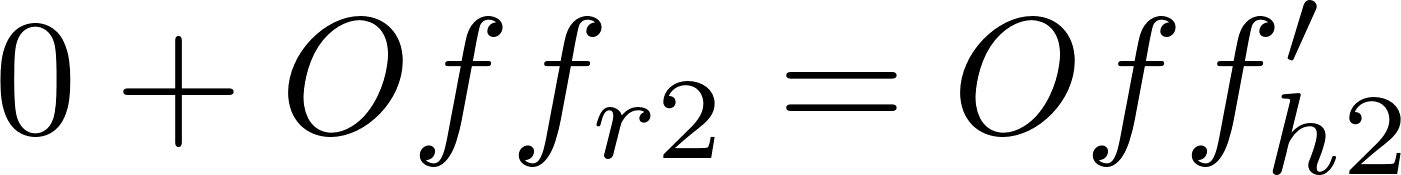 0 + Off_{r2} = Off'_{h2}